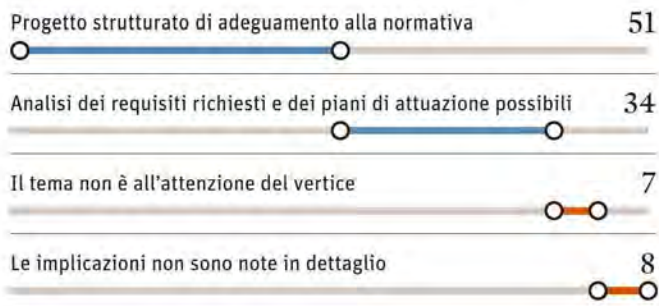 Progetto strutturato di adeguamento alla normativa 51
Analisi dei requisiti richiesti e dei piani di attuazione possibili 34
Il tema non è all'attenzione del vertice 7
Le implicazioni non sono note in dettaglio 8